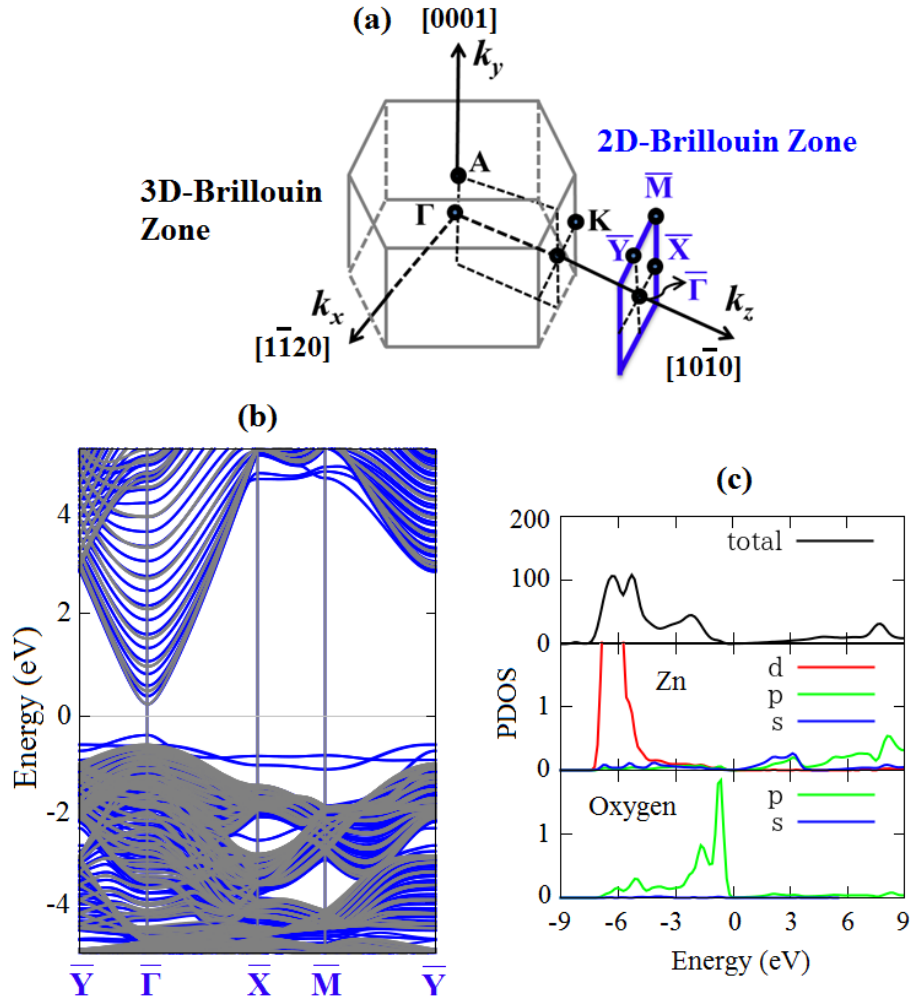 (a) [0001]
k_y
2D-Brillouin Zone
3D-Brillouin
Zone
A
M̅
Γ
K
Y̅
X̅
Γ̅
k_x
k_z
[11̅20]
[101̅0]
(b)
(c)
Energy (eV)
4
2
0
-2
-4
Y̅ Γ̅ X̅ M̅ Y̅
PDOS
200
100
0
total
1
0
Zn
d
p
s
1
0
Oxygen
p
s
-9 -6 -3 0 3 6 9
Energy (eV)